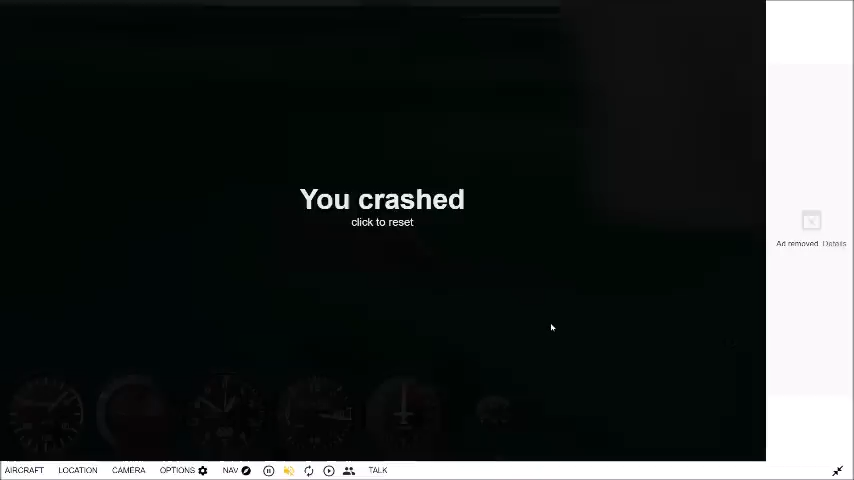 You crashed
click to reset
Ad removed. Details
AIRCRAFT LOCATION CAMERA OPTIONS NAV TALK